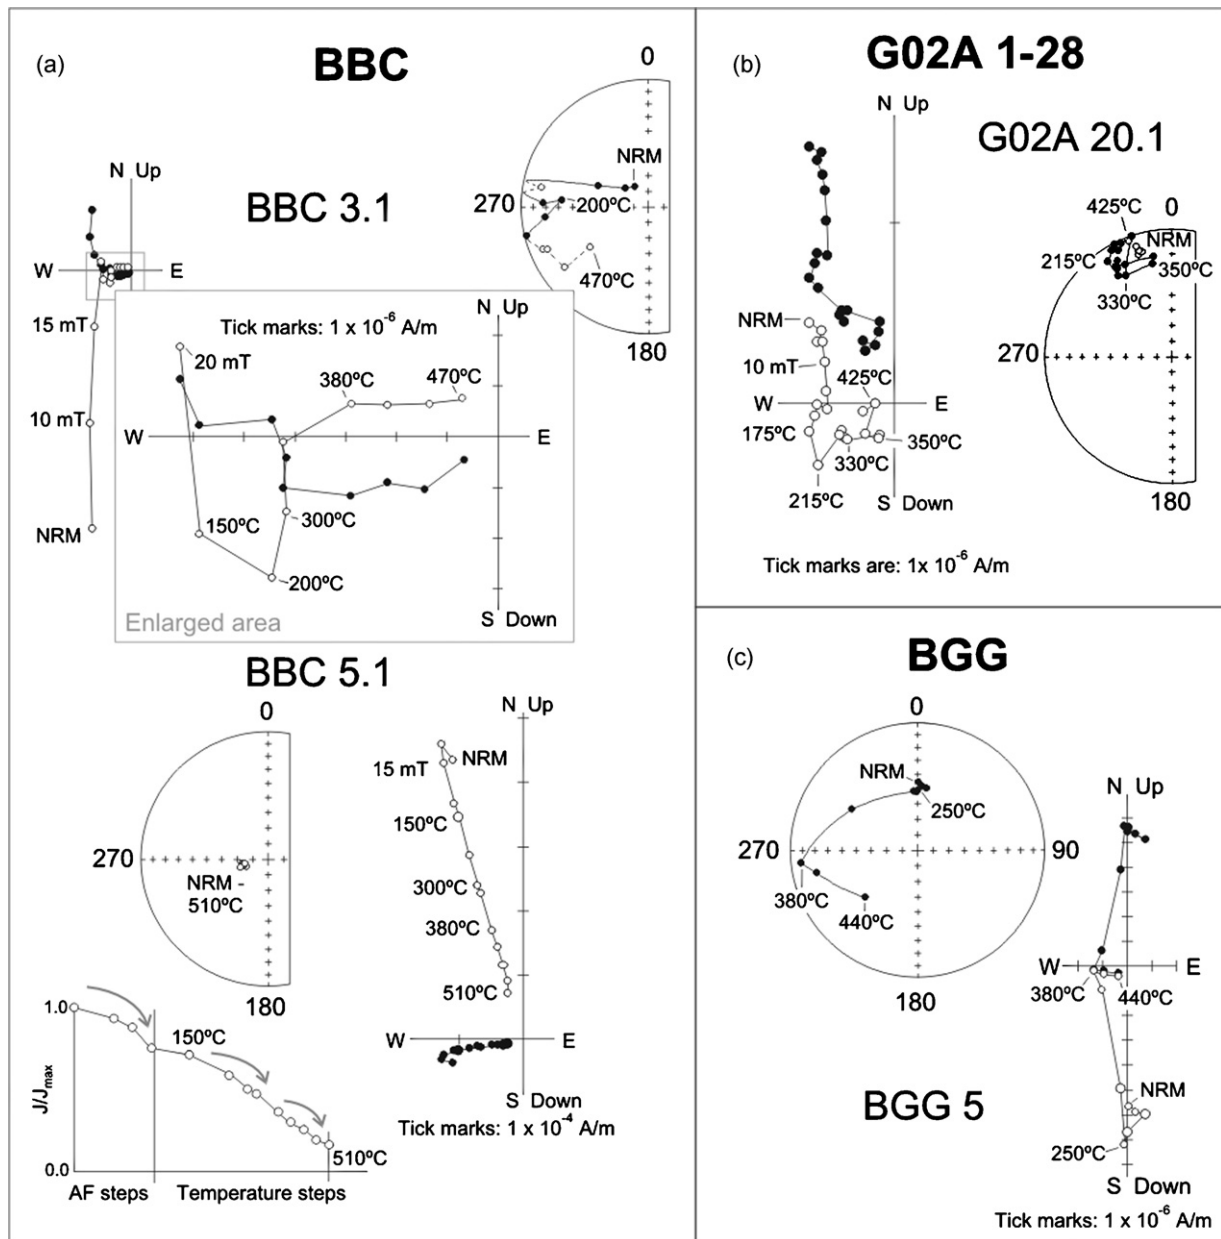 (a)
BBC
0
NRM
270
200ºC
470ºC
180
N Up
BBC 3.1
W
E
15 mT
10 mT
NRM
Tick marks: 1 x 10⁻⁶ A/m
N Up
20 mT
380ºC
470ºC
W
E
150ºC
300ºC
200ºC
S Down
Enlarged area
BBC 5.1
0
270
NRM -
510ºC
180
N Up
NRM
15 mT
150ºC
300ºC
380ºC
510ºC
W
E
S Down
Tick marks: 1 x 10⁻⁴ A/m
1.0
150ºC
J/Jmax
0.0
510ºC
AF steps
Temperature steps
(b)
G02A 1-28
N Up
G02A 20.1
NRM
10 mT
425ºC
W
E
175ºC
350ºC
330ºC
215ºC
S Down
Tick marks are: 1x 10⁻⁶ A/m
425ºC
0
NRM
215ºC
350ºC
330ºC
270
180
(c)
BGG
0
NRM
250ºC
270
90
380ºC
440ºC
180
N Up
W
E
380ºC
440ºC
BGG 5
NRM
250ºC
S Down
Tick marks: 1 x 10⁻⁶ A/m